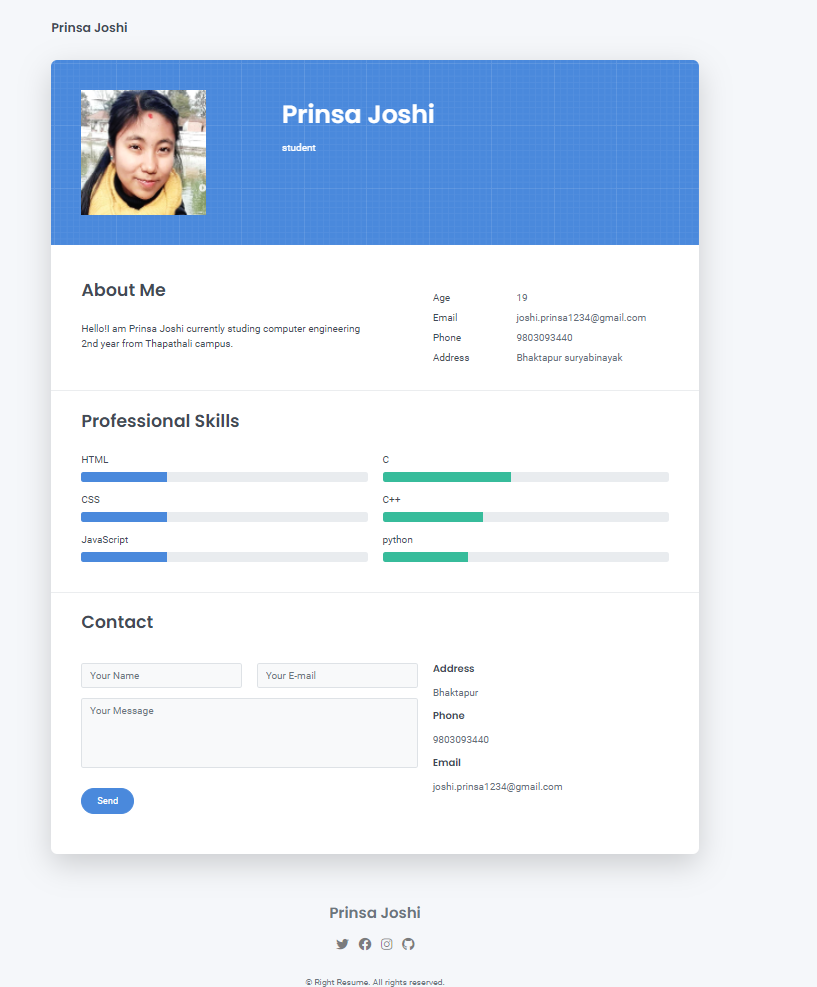 Prinsa Joshi
Prinsa Joshi
student
About Me
Hello!I am Prinsa Joshi currently studing computer engineering
2nd year from Thapathali campus.
Age 19
Email joshi.prinsa1234@gmail.com
Phone 9803093440
Address Bhaktapur suryabinayak
Professional Skills
HTML
C
CSS
C++
JavaScript
python
Contact
Your Name
Your E-mail
Your Message
Send
Address
Bhaktapur
Phone
9803093440
Email
joshi.prinsa1234@gmail.com
Prinsa Joshi
© Right Resume. All rights reserved.